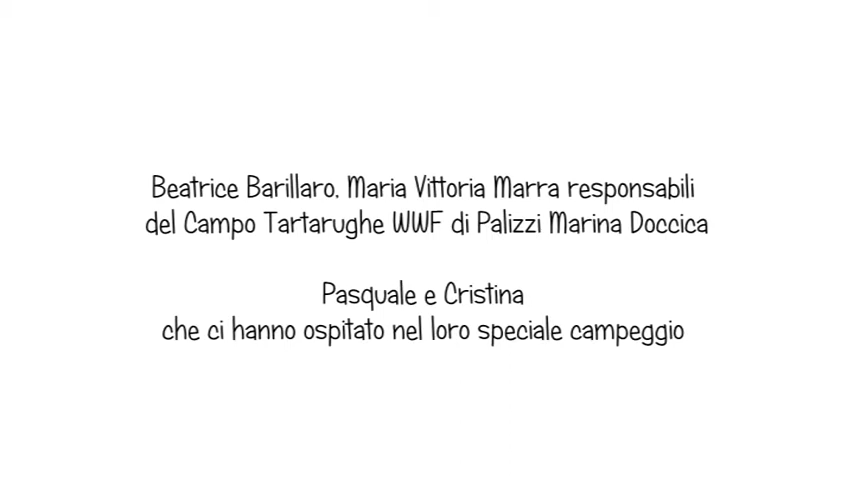 Beatrice Barillaro, Maria Vittoria Marra responsabili
del Campo Tartarughe WWF di Palizzi Marina Doccica
Pasquale e Cristina
che ci hanno ospitato nel loro speciale campeggio